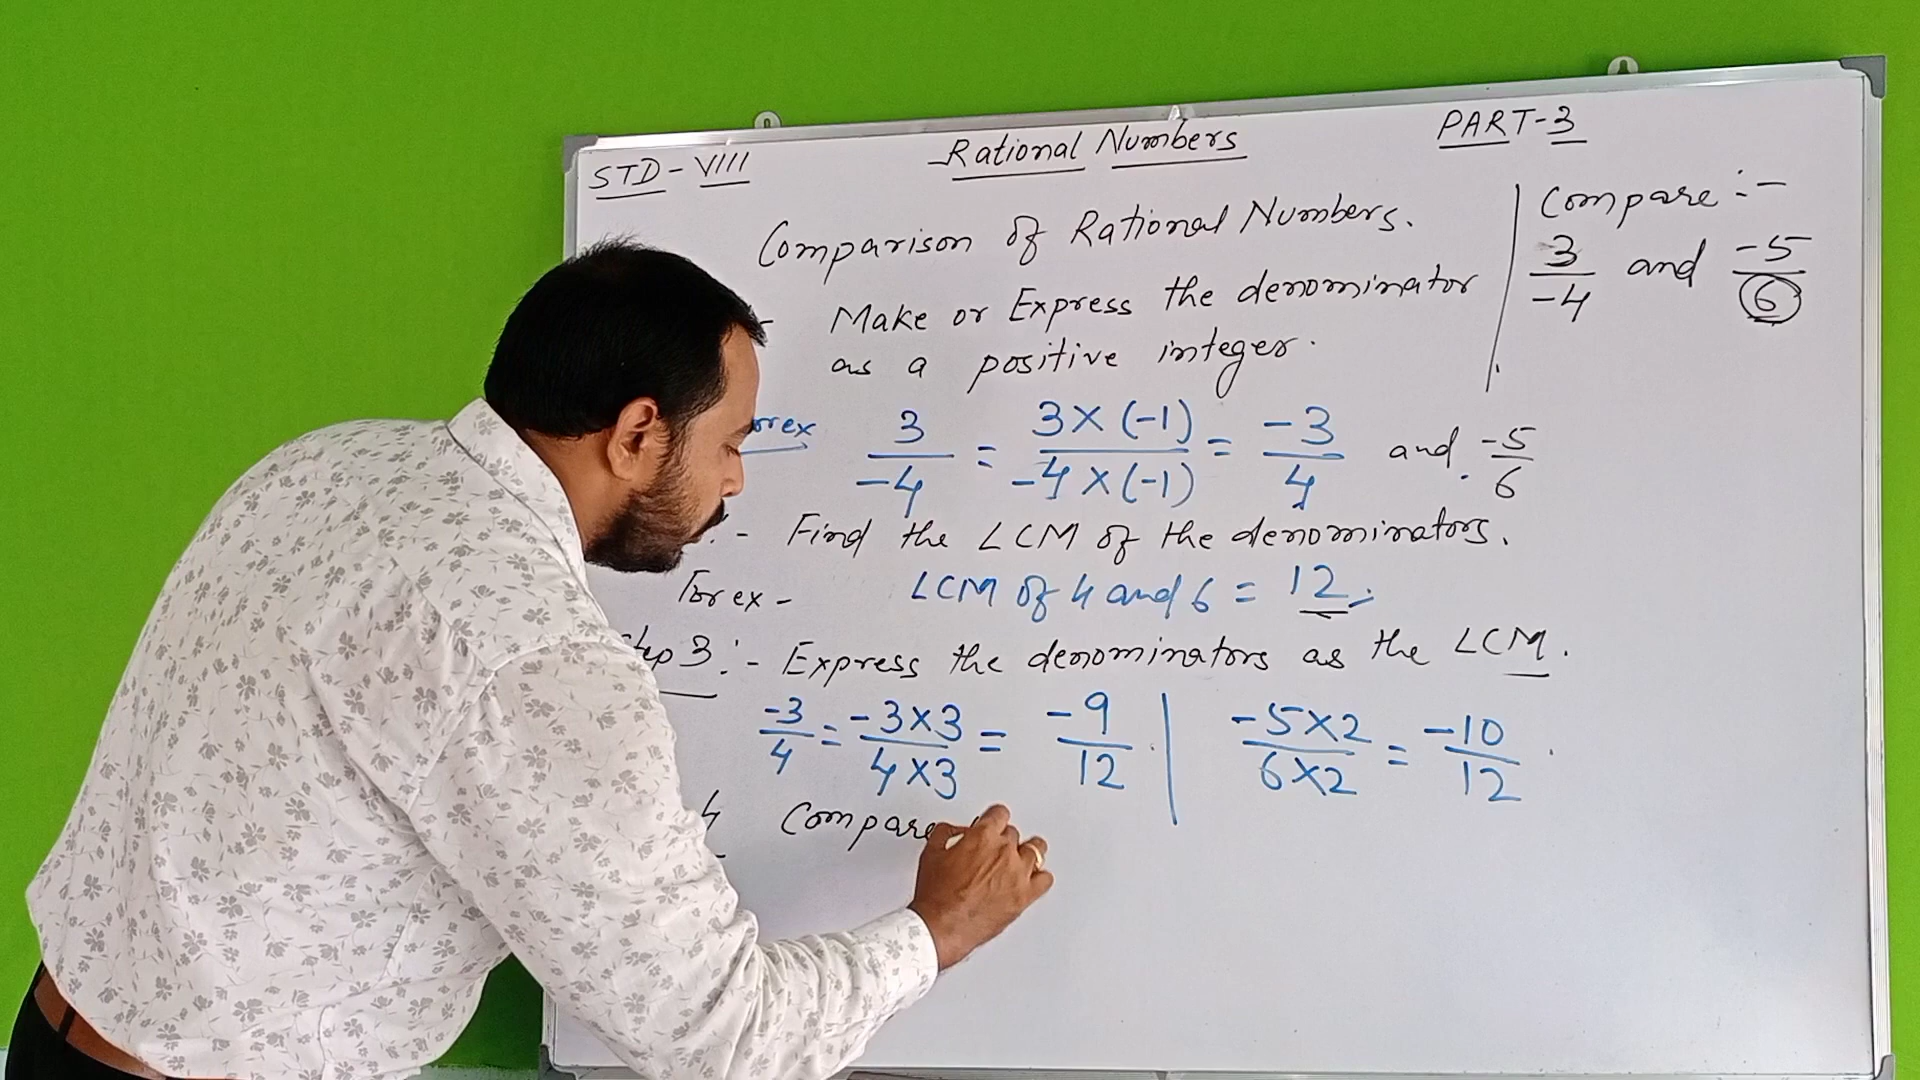 STD-VIII
Rational Numbers
PART-3
Comparison of Rational Numbers.
- Make or Express the denominator
as a positive integer.
Compare :-
3/-4 and -5/6
3/-4 = 3×(-1)/-4×(-1) = -3/4 and -5/6
:- Find the LCM of the denominators.
For ex - LCM of 4 and 6 = 12
3 :- Express the denominators as the LCM.
-3/4 = -3×3/4×3 = -9/12 | -5×2/6×2 = -10/12
4 Compare